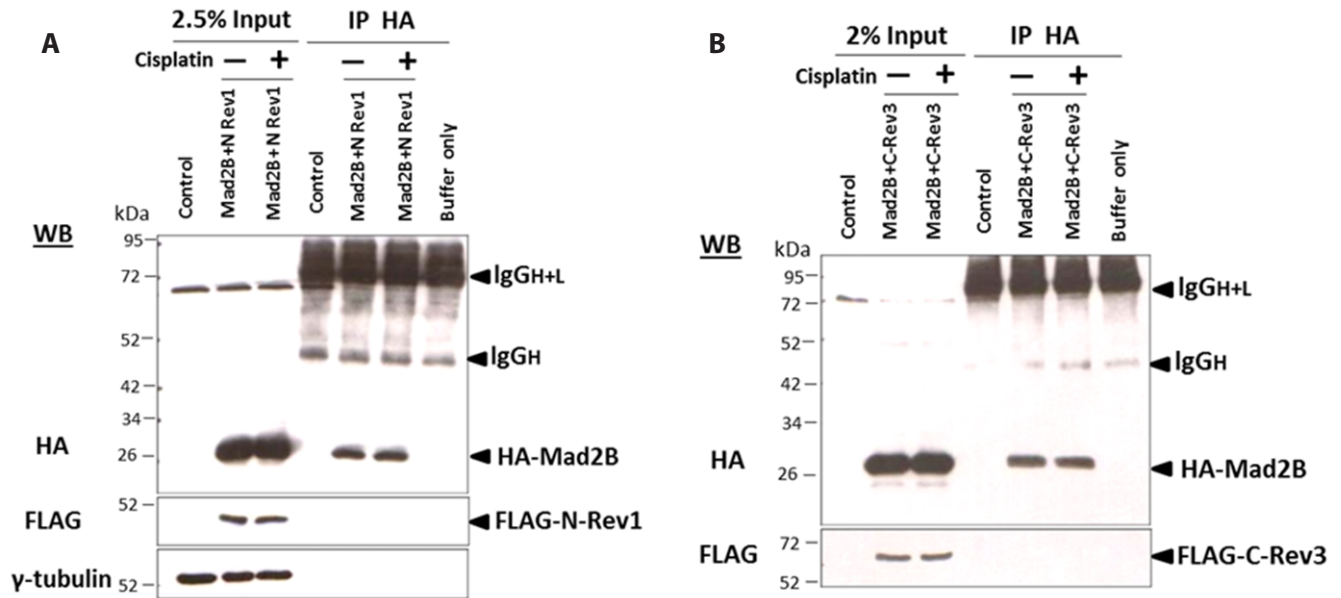 A
2.5% Input
IP HA
Cisplatin − + − +
Control
Mad2B+N Rev1
Mad2B+N Rev1
Control
Mad2B+N Rev1
Mad2B+N Rev1
Buffer only
kDa
WB
95
72
52
42
34
26
HA
IgGH+L
IgGH
HA-Mad2B
52
FLAG
FLAG-N-Rev1
γ-tubulin
52
B
2% Input
IP HA
Cisplatin − + − +
Control
Mad2B+C-Rev3
Mad2B+C-Rev3
Control
Mad2B+C-Rev3
Mad2B+C-Rev3
Buffer only
WB
kDa
95
72
52
42
34
26
HA
IgGH+L
IgGH
HA-Mad2B
72
FLAG
FLAG-C-Rev3
52